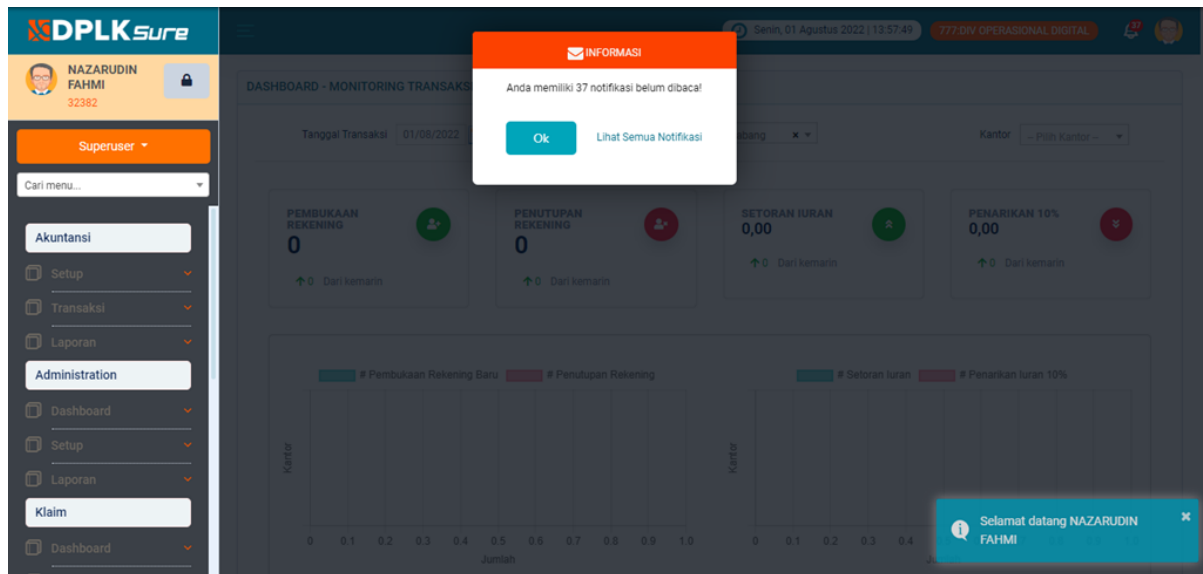 DPLKSure
NAZARUDIN
FAHMI
32382
Superuser
Cari menu...
Akuntansi
Setup
Transaksi
Laporan
Administration
Dashboard
Setup
Laporan
Klaim
Dashboard
Senin, 01 Agustus 2022 | 13:57:49
777:DIV OPERASIONAL DIGITAL
37
INFORMASI
Anda memiliki 37 notifikasi belum dibaca!
Ok
Lihat Semua Notifikasi
DASHBOARD - MONITORING TRANSAKS
Tanggal Transaksi
01/08/2022
abang
×
Kantor
-- Pilih Kantor --
PEMBUKAAN
REKENING
0
0 Dari kemarin
PENUTUPAN
REKENING
0
0 Dari kemarin
SETORAN IURAN
0,00
0 Dari kemarin
PENARIKAN 10%
0,00
0 Dari kemarin
# Pembukaan Rekening Baru # Penutupan Rekening
Kantor
0 0.1 0.2 0.3 0.4 0.5 0.6 0.7 0.8 0.9 1.0
Jumlah
# Setoran Iuran # Penarikan Iuran 10%
Kantor
0 0.1 0.2 0.3 0.4
Selamat datang NAZARUDIN
FAHMI
×